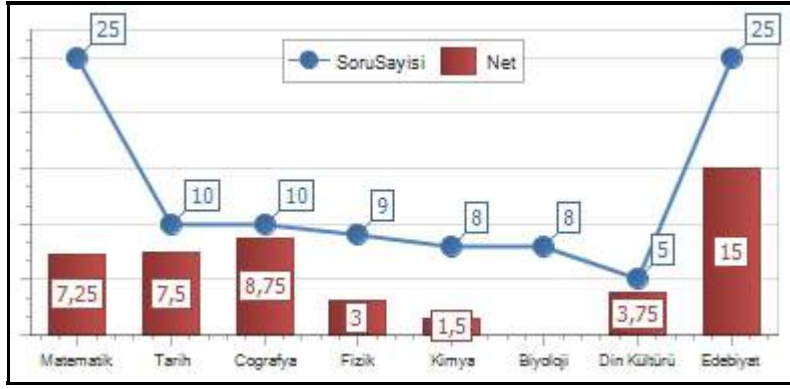 25
25
SoruSayisi
Net
10
10
9
8
8
5
7,25
7,5
8,75
3
1,5
3,75
15
Matematik
Tarih
Cografya
Fizik
Kimya
Biyoloji
Din Kültürü
Edebiyat